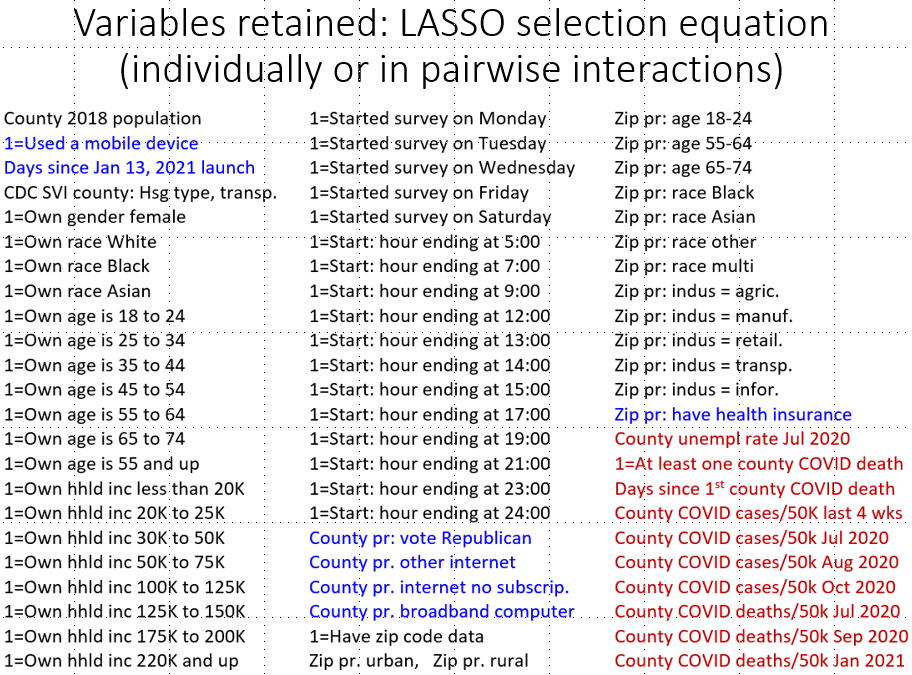 Variables retained: LASSO selection equation
(individually or in pairwise interactions)
County 2018 population
1=Used a mobile device
Days since Jan 13, 2021 launch
CDC SVI county: Hsg type, transp.
1=Own gender female
1=Own race White
1=Own race Black
1=Own race Asian
1=Own age is 18 to 24
1=Own age is 25 to 34
1=Own age is 35 to 44
1=Own age is 45 to 54
1=Own age is 55 to 64
1=Own age is 65 to 74
1=Own age is 55 and up
1=Own hhld inc less than 20K
1=Own hhld inc 20K to 25K
1=Own hhld inc 30K to 50K
1=Own hhld inc 50K to 75K
1=Own hhld inc 100K to 125K
1=Own hhld inc 125K to 150K
1=Own hhld inc 175K to 200K
1=Own hhld inc 220K and up
1=Started survey on Monday
1=Started survey on Tuesday
1=Started survey on Wednesday
1=Started survey on Friday
1=Started survey on Saturday
1=Start: hour ending at 5:00
1=Start: hour ending at 7:00
1=Start: hour ending at 9:00
1=Start: hour ending at 12:00
1=Start: hour ending at 13:00
1=Start: hour ending at 14:00
1=Start: hour ending at 15:00
1=Start: hour ending at 17:00
1=Start: hour ending at 19:00
1=Start: hour ending at 21:00
1=Start: hour ending at 23:00
1=Start: hour ending at 24:00
County pr: vote Republican
County pr. other internet
County pr. internet no subscrip.
County pr. broadband computer
1=Have zip code data
Zip pr. urban, Zip pr. rural
Zip pr: age 18-24
Zip pr: age 55-64
Zip pr: age 65-74
Zip pr: race Black
Zip pr: race Asian
Zip pr: race other
Zip pr: race multi
Zip pr: indus = agric.
Zip pr: indus = manuf.
Zip pr: indus = retail.
Zip pr: indus = transp.
Zip pr: indus = infor.
Zip pr: have health insurance
County unempl rate Jul 2020
1=At least one county COVID death
Days since 1st county COVID death
County COVID cases/50K last 4 wks
County COVID cases/50k Jul 2020
County COVID cases/50k Aug 2020
County COVID cases/50k Oct 2020
County COVID deaths/50k Jul 2020
County COVID deaths/50k Sep 2020
County COVID deaths/50k Jan 2021